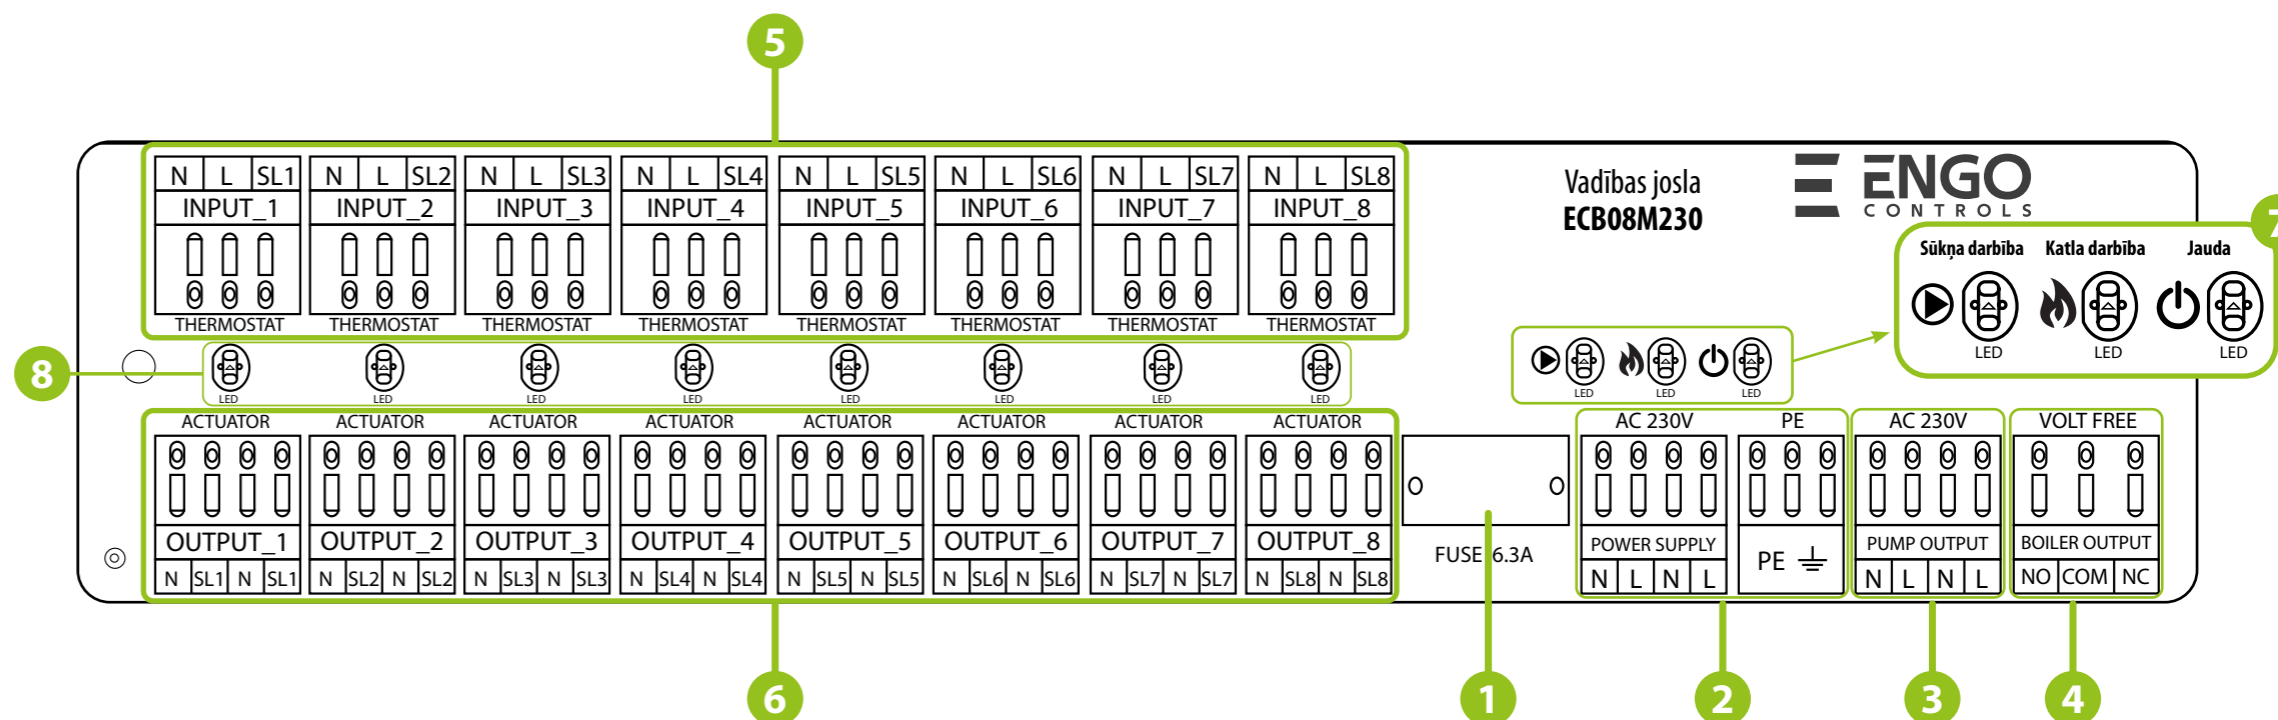 5
N L SL1 N L SL2 N L SL3 N L SL4 N L SL5 N L SL6 N L SL7 N L SL8
INPUT_1 INPUT_2 INPUT_3 INPUT_4 INPUT_5 INPUT_6 INPUT_7 INPUT_8
THERMOSTAT THERMOSTAT THERMOSTAT THERMOSTAT THERMOSTAT THERMOSTAT THERMOSTAT THERMOSTAT
Vadības josla
ECB08M230
ENGO
CONTROLS
7
Sūkņa darbība Katla darbība Jauda
LED LED LED
8
LED LED LED LED LED LED LED LED
LED LED LED
ACTUATOR ACTUATOR ACTUATOR ACTUATOR ACTUATOR ACTUATOR ACTUATOR ACTUATOR
OUTPUT_1 OUTPUT_2 OUTPUT_3 OUTPUT_4 OUTPUT_5 OUTPUT_6 OUTPUT_7 OUTPUT_8
N SL1 N SL1 N SL2 N SL2 N SL3 N SL3 N SL4 N SL4 N SL5 N SL5 N SL6 N SL6 N SL7 N SL7 N SL8 N SL8
FUSE 6.3A
AC 230V PE AC 230V VOLT FREE
POWER SUPPLY PE PUMP OUTPUT BOILER OUTPUT
N L N L N L N L NO COM NC
6 1 2 3 4